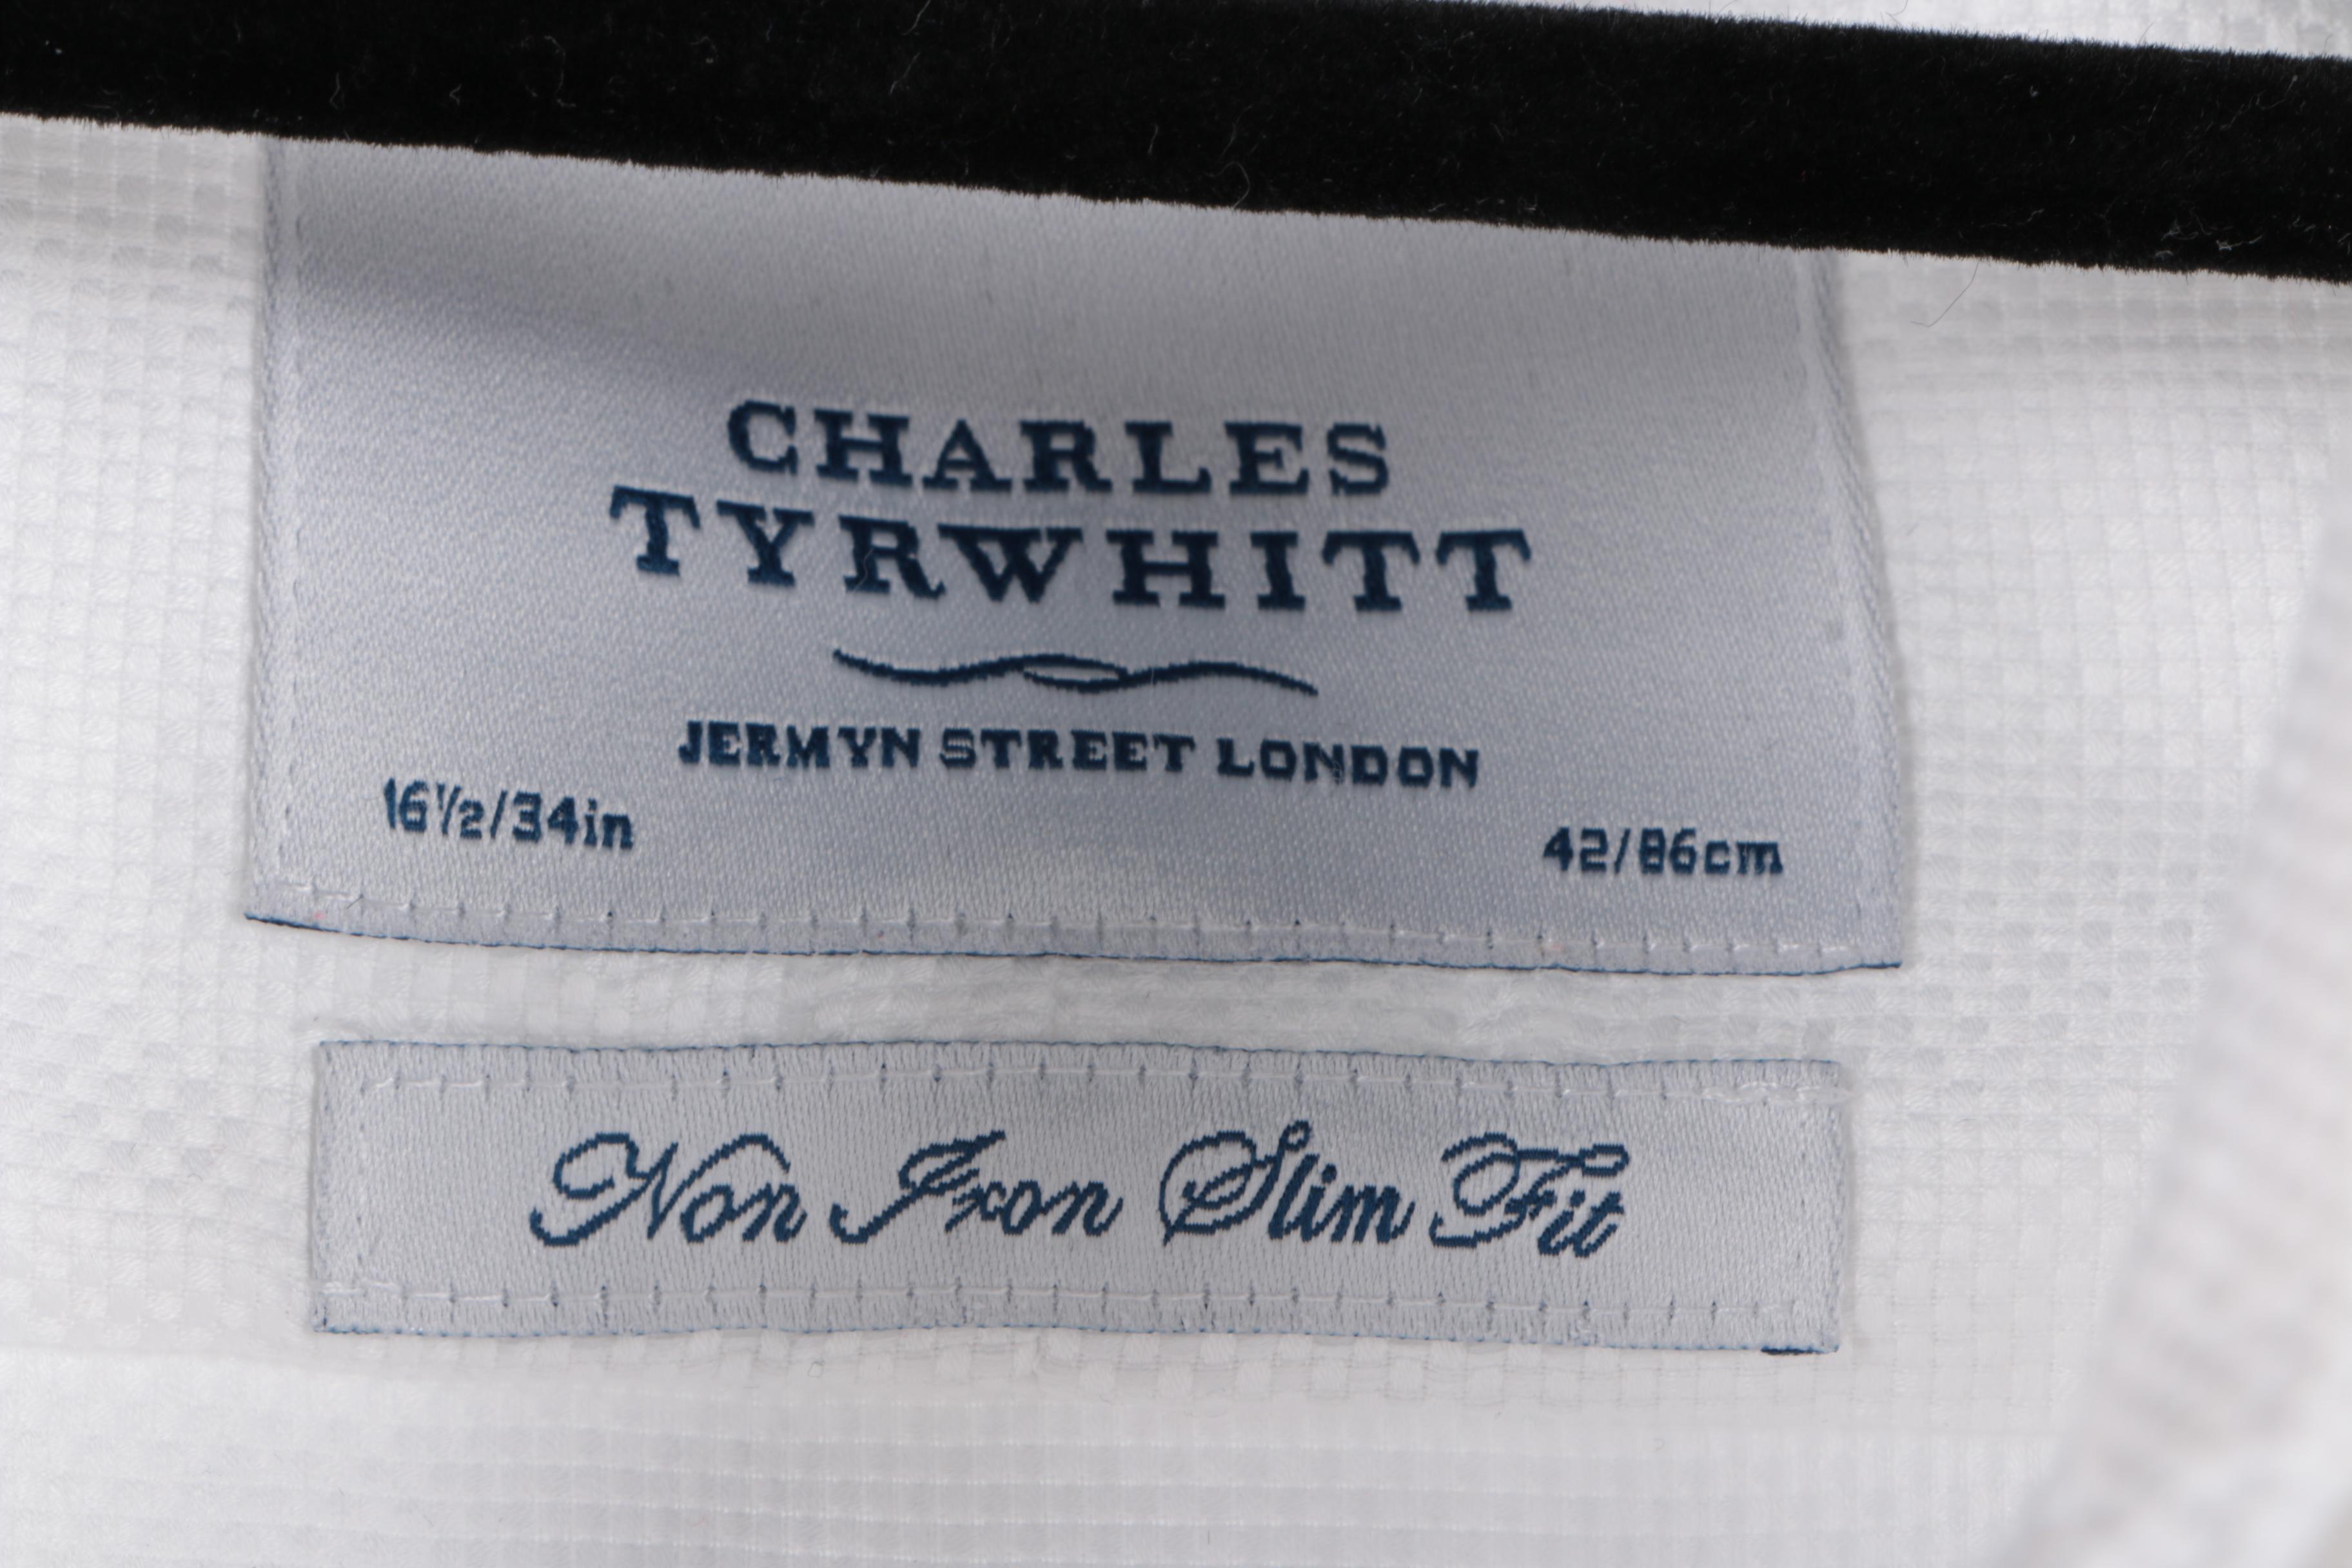 CHARLES
TYRWHITT
JERMYN STREET LONDON
16½/34in 42/86cm
Non Iron Slim Fit